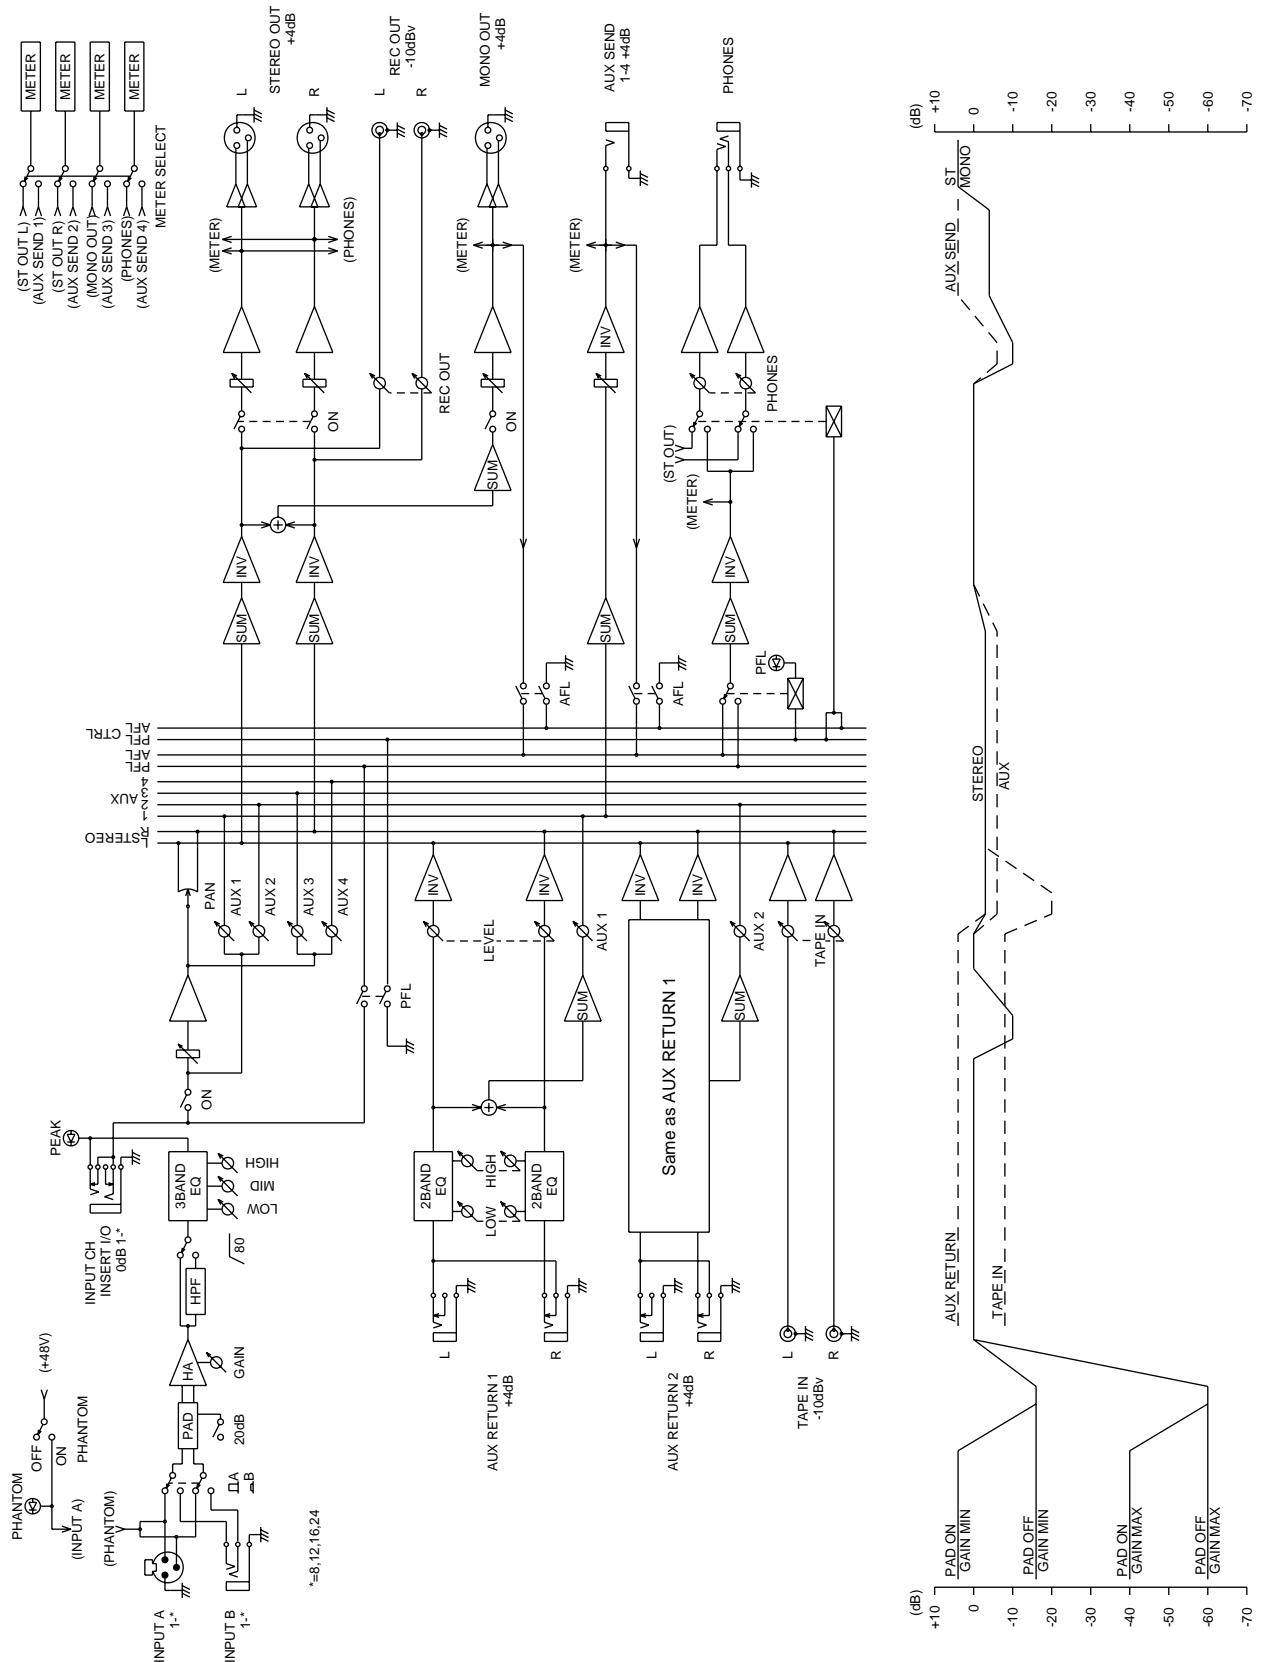 PHANTOM
OFF
ON
PHANTOM
(+48V)
(INPUT A)
(PHANTOM)
INPUT A
1-*
INPUT B
1-*
A
B
PAD
20dB
HA
GAIN
HPF
80
INPUT CH
INSERT I/O
0dB 1-*
PEAK
3BAND
EQ
LOW
MID
HIGH
ON
PFL
PAN
AUX 1
AUX 2
AUX 3
AUX 4
*=8,12,16,24
AUX RETURN 1
+4dB
L
R
2BAND
EQ
2BAND
EQ
LOW
HIGH
LEVEL
INV
INV
SUM
AUX 1
AUX RETURN 2
+4dB
L
R
Same as AUX RETURN 1
INV
INV
SUM
AUX 2
TAPE IN
-10dBv
L
R
TAPE IN
L STEREO
R
1
2
AUX
3
4
PFL
AFL
PFL
CTRL
AFL
SUM
INV
SUM
INV
ON
(METER)
(PHONES)
L
R
STEREO OUT
+4dB
REC OUT
L
R
REC OUT
-10dBv
SUM
ON
(METER)
MONO OUT
+4dB
AFL
SUM
INV
(METER)
AUX SEND
1-4 +4dB
AFL
SUM
INV
(METER)
(ST OUT)
PHONES
PHONES
PFL
(ST OUT L)
(AUX SEND 1)
(ST OUT R)
(AUX SEND 2)
(MONO OUT)
(AUX SEND 3)
(PHONES)
(AUX SEND 4)
METER SELECT
METER
METER
METER
METER
(dB)
+10
0
-10
-20
-30
-40
-50
-60
-70
PAD ON
GAIN MIN
PAD OFF
GAIN MIN
PAD ON
GAIN MAX
PAD OFF
GAIN MAX
AUX RETURN
TAPE IN
STEREO
AUX
AUX SEND
ST
MONO
(dB)
+10
0
-10
-20
-30
-40
-50
-60
-70